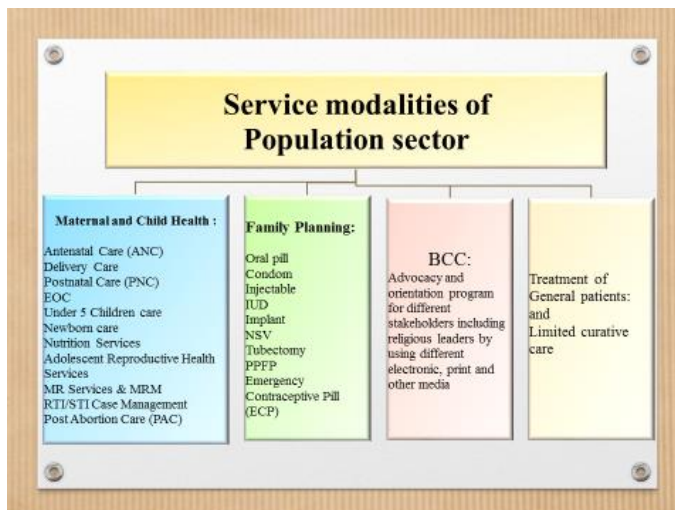 Service modalities of
Population sector
Maternal and Child Health :
Antenatal Care (ANC)
Delivery Care
Postnatal Care (PNC)
EOC
Under 5 Children care
Newborn care
Nutrition Services
Adolescent Reproductive Health
Services
MR Services & MRM
RTI/STI Case Management
Post Abortion Care (PAC)
Family Planning:
Oral pill
Condom
Injectable
IUD
Implant
NSV
Tubectomy
PPFP
Emergency
Contraceptive Pill
(ECP)
BCC:
Advocacy and
orientation program
for different
stakeholders including
religious leaders by
using different
electronic, print and
other media
Treatment of
General patients:
and
Limited curative
care